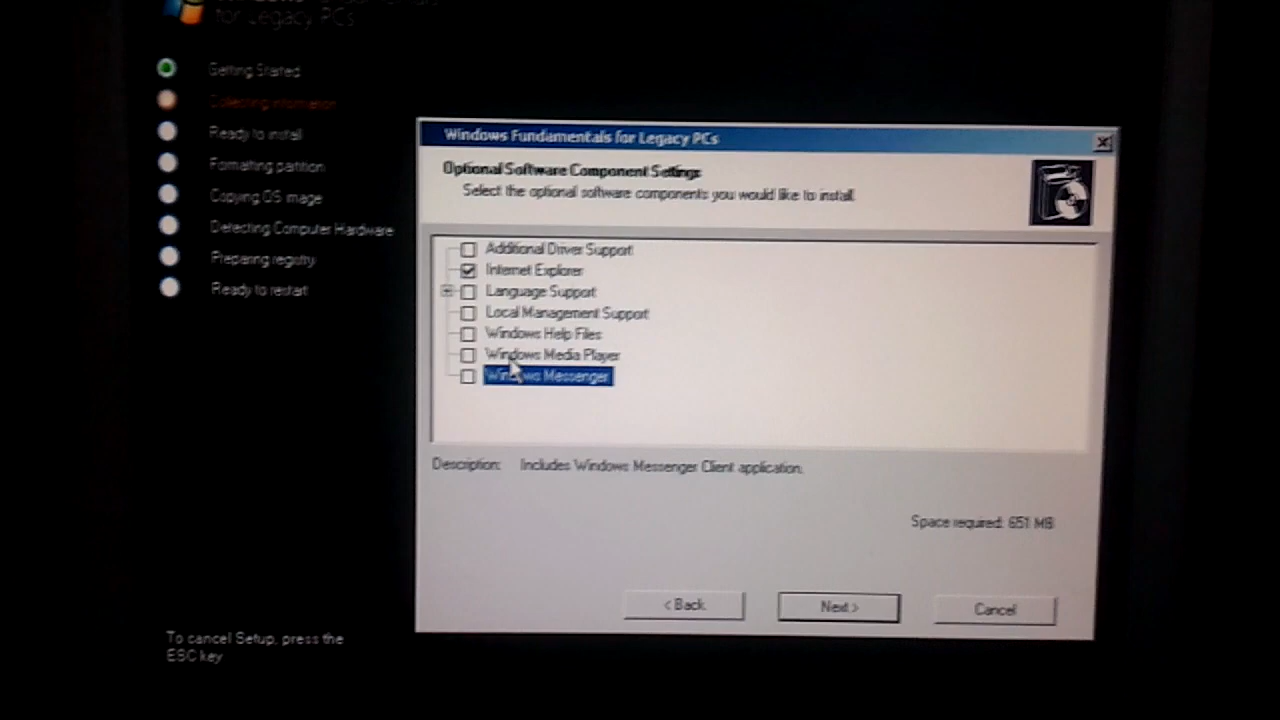 for Legacy PCs
Getting Started
Collecting information
Ready to install
Formatting partition
Copying OS image
Detecting Computer Hardware
Preparing registry
Ready to restart
To cancel Setup, press the
ESC key
Windows Fundamentals for Legacy PCs
Optional Software Component Settings
Select the optional software components you would like to install.
Additional Driver Support
Internet Explorer
Language Support
Local Management Support
Windows Help Files
Windows Media Player
Windows Messenger
Description: Includes Windows Messenger Client application.
Space required: 651 MB
< Back
Next >
Cancel